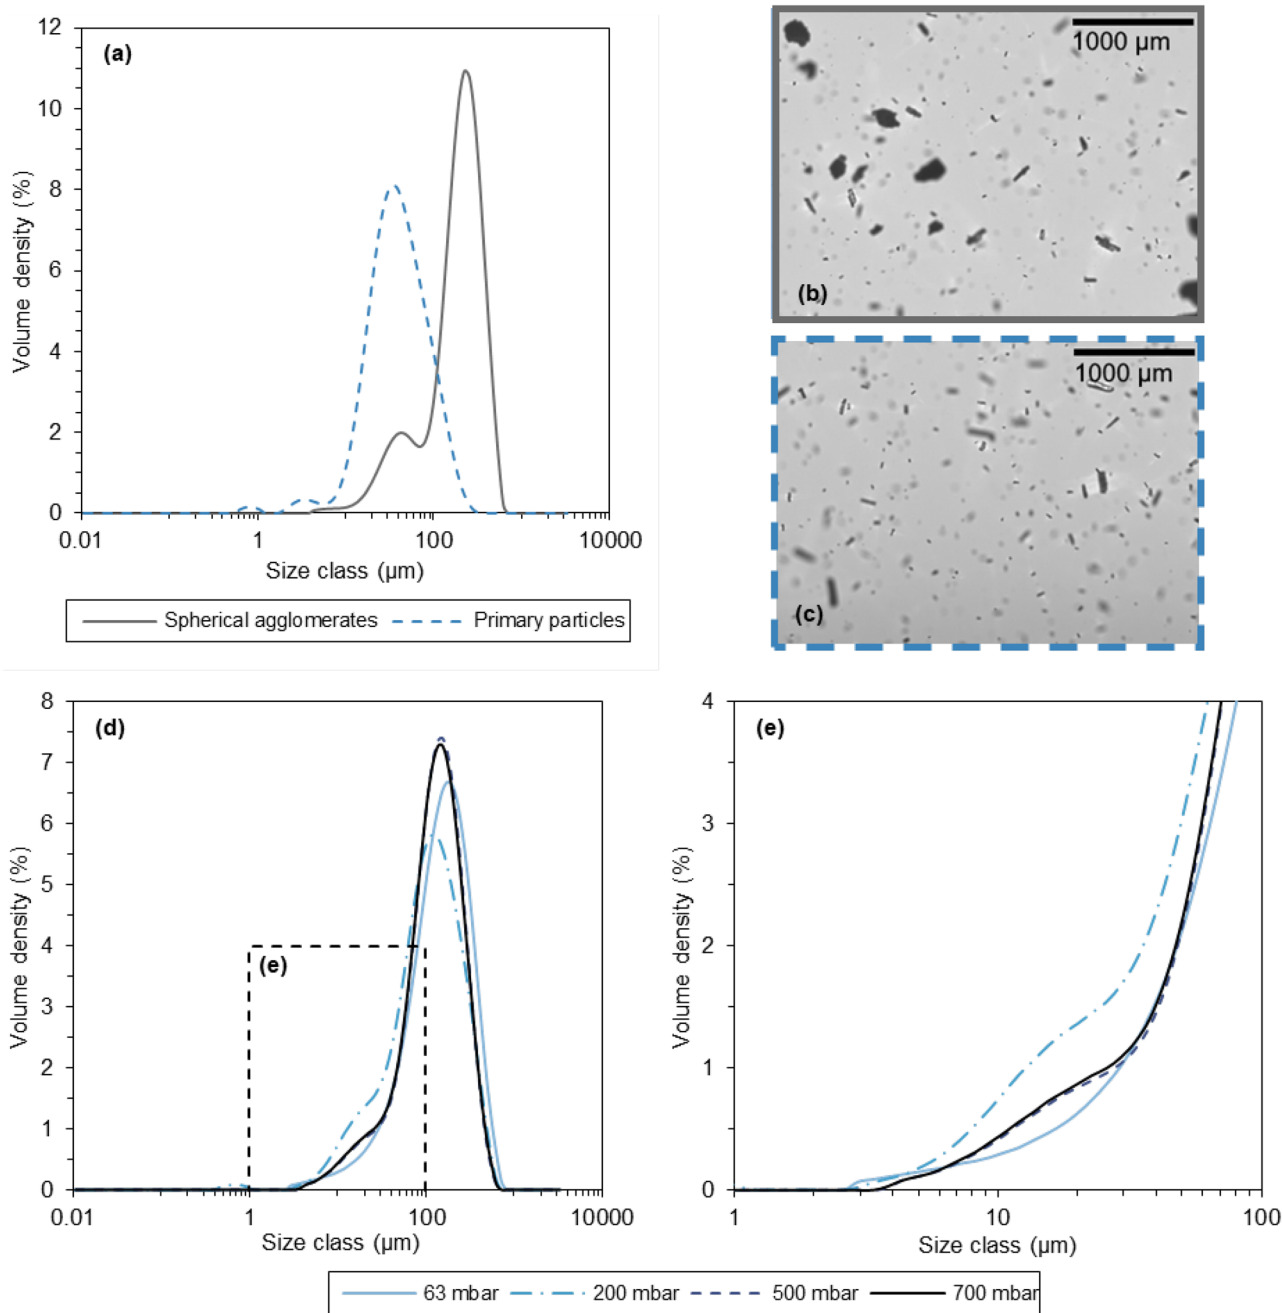 (a)
12
10
8
6
4
2
0
Volume density (%)
0.01 1 100 10000
Size class (µm)
Spherical agglomerates Primary particles
1000 µm
(b)
1000 µm
(c)
(d)
8
7
6
5
4
3
2
1
0
Volume density (%)
(e)
0.01 1 100 10000
Size class (µm)
(e)
4
3
2
1
0
Volume density (%)
1 10 100
Size class (µm)
63 mbar 200 mbar 500 mbar 700 mbar